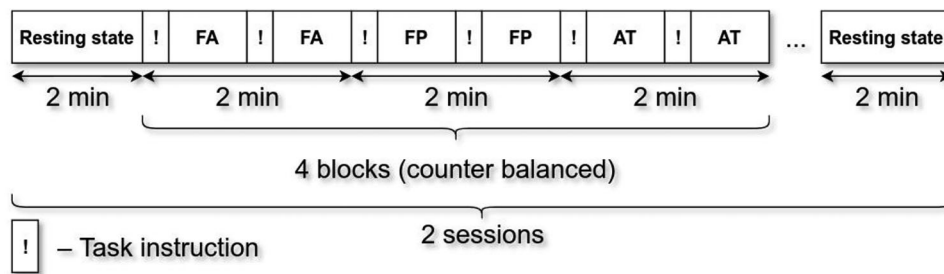 Resting state ! FA ! FA ! FP ! FP ! AT ! AT ... Resting state
2 min 2 min 2 min 2 min 2 min
4 blocks (counter balanced)
2 sessions
! – Task instruction